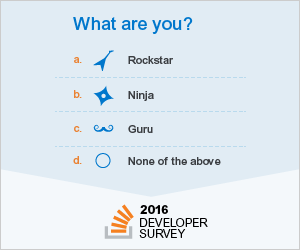 What are you?
a. Rockstar
b. Ninja
c. Guru
d. None of the above
2016
DEVELOPER
SURVEY